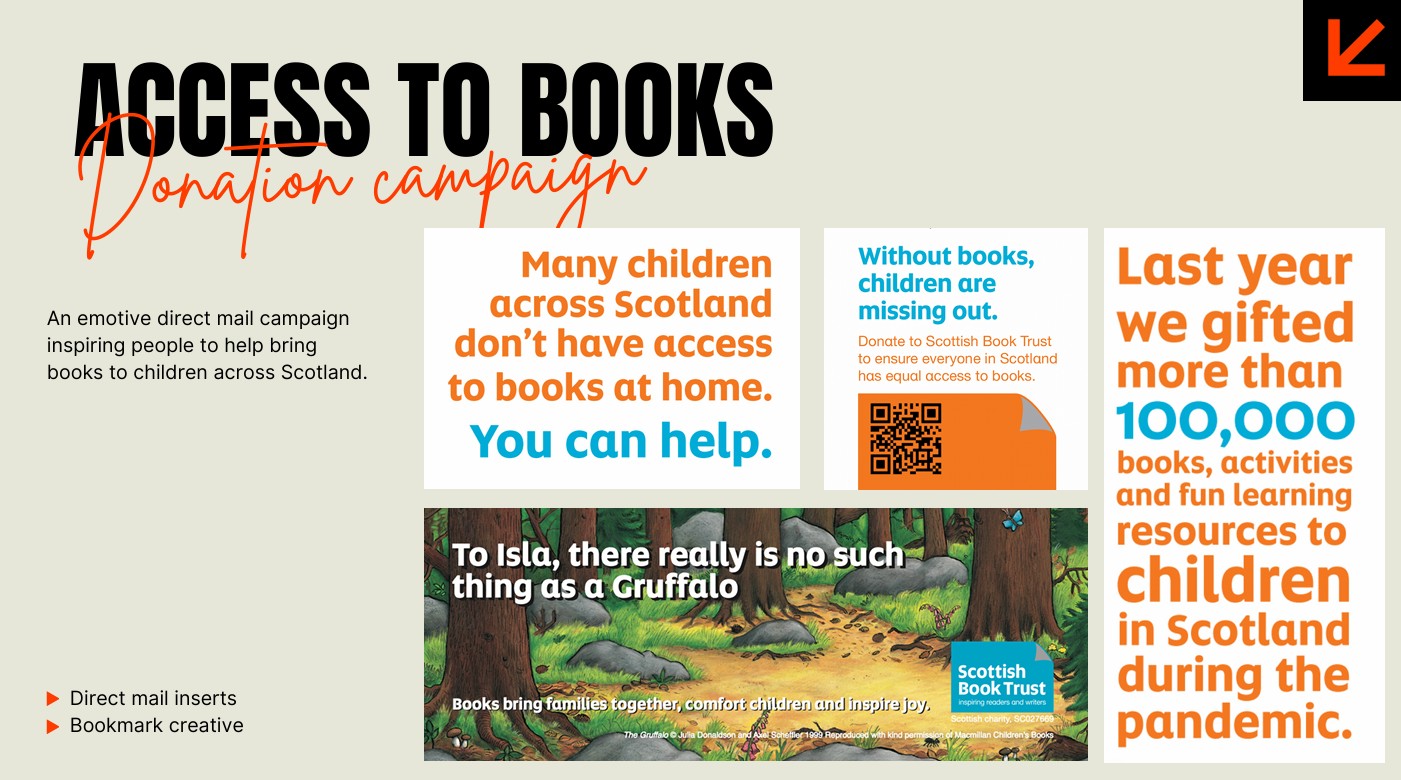 ACCESS TO BOOKS
Donation campaign
An emotive direct mail campaign
inspiring people to help bring
books to children across Scotland.
Direct mail inserts
Bookmark creative
Many children
across Scotland
don't have access
to books at home.
You can help.
Without books,
children are
missing out.
Donate to Scottish Book Trust
to ensure everyone in Scotland
has equal access to books.
To Isla, there really is no such
thing as a Gruffalo
Books bring families together, comfort children and inspire joy.
Scottish
Book Trust
inspiring readers and writers
Scottish charity, SC027669
The Gruffalo © Julia Donaldson and Axel Scheffler 1999 Reproduced with kind permission of Macmillan Children's Books
Last year
we gifted
more than
100,000
books, activities
and fun learning
resources to
children
in Scotland
during the
pandemic.